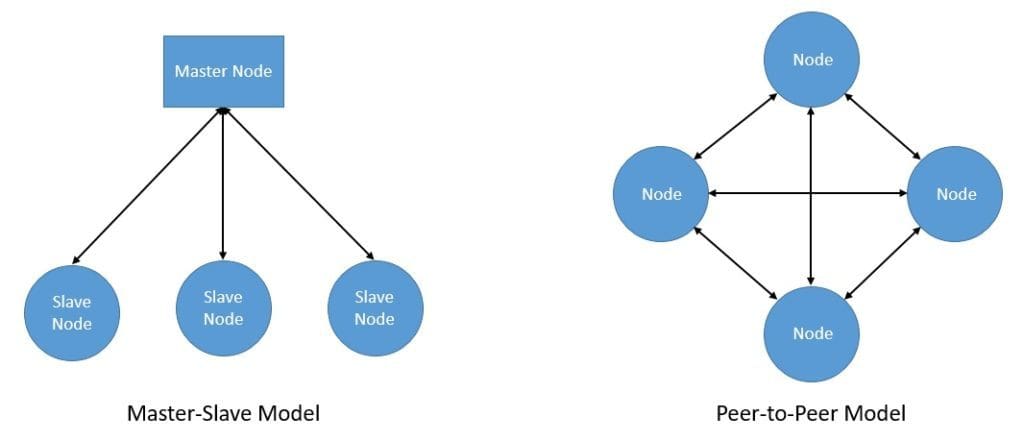 Master Node
Slave
Node
Slave
Node
Slave
Node
Master-Slave Model
Node
Node
Node
Node
Peer-to-Peer Model